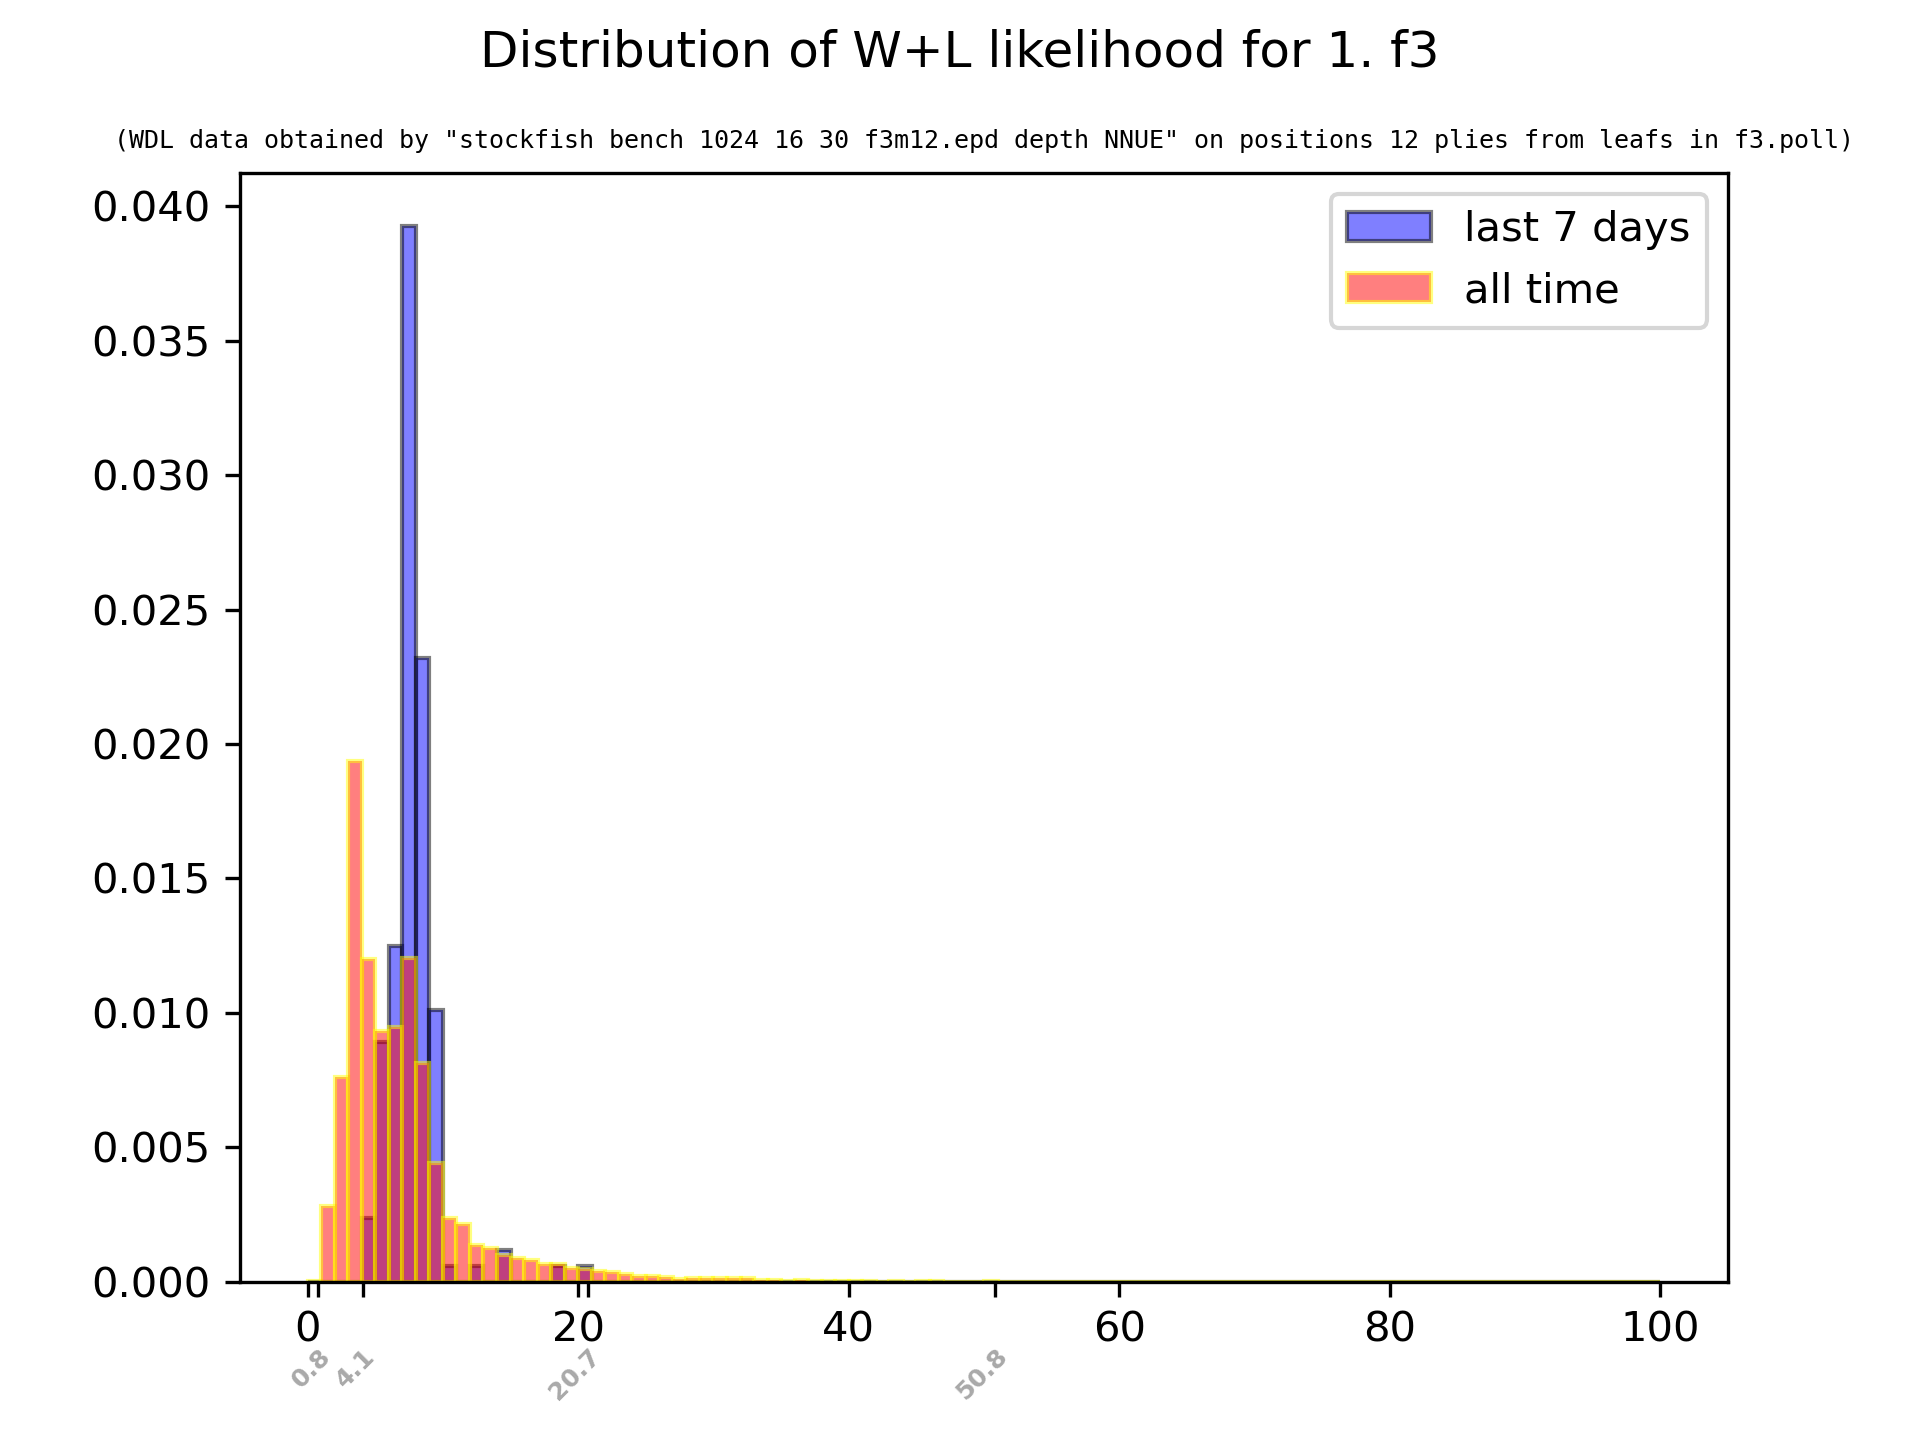 Distribution of W+L likelihood for 1. f3
(WDL data obtained by "stockfish bench 1024 16 30 f3m12.epd depth NNUE" on positions 12 plies from leafs in f3.poll)
last 7 days
all time
0.040
0.035
0.030
0.025
0.020
0.015
0.010
0.005
0.000
0 20 40 60 80 100
0.8 4.1 20.7 50.8